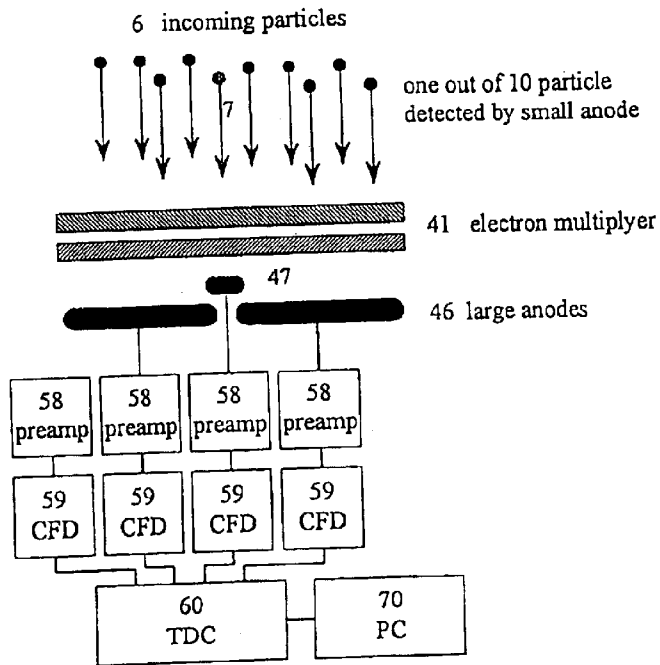 6 incoming particles
one out of 10 particle
detected by small anode
7
41 electron multiplyer
47
46 large anodes
58 58 58 58
preamp preamp preamp preamp
59 59 59 59
CFD CFD CFD CFD
60 70
TDC PC